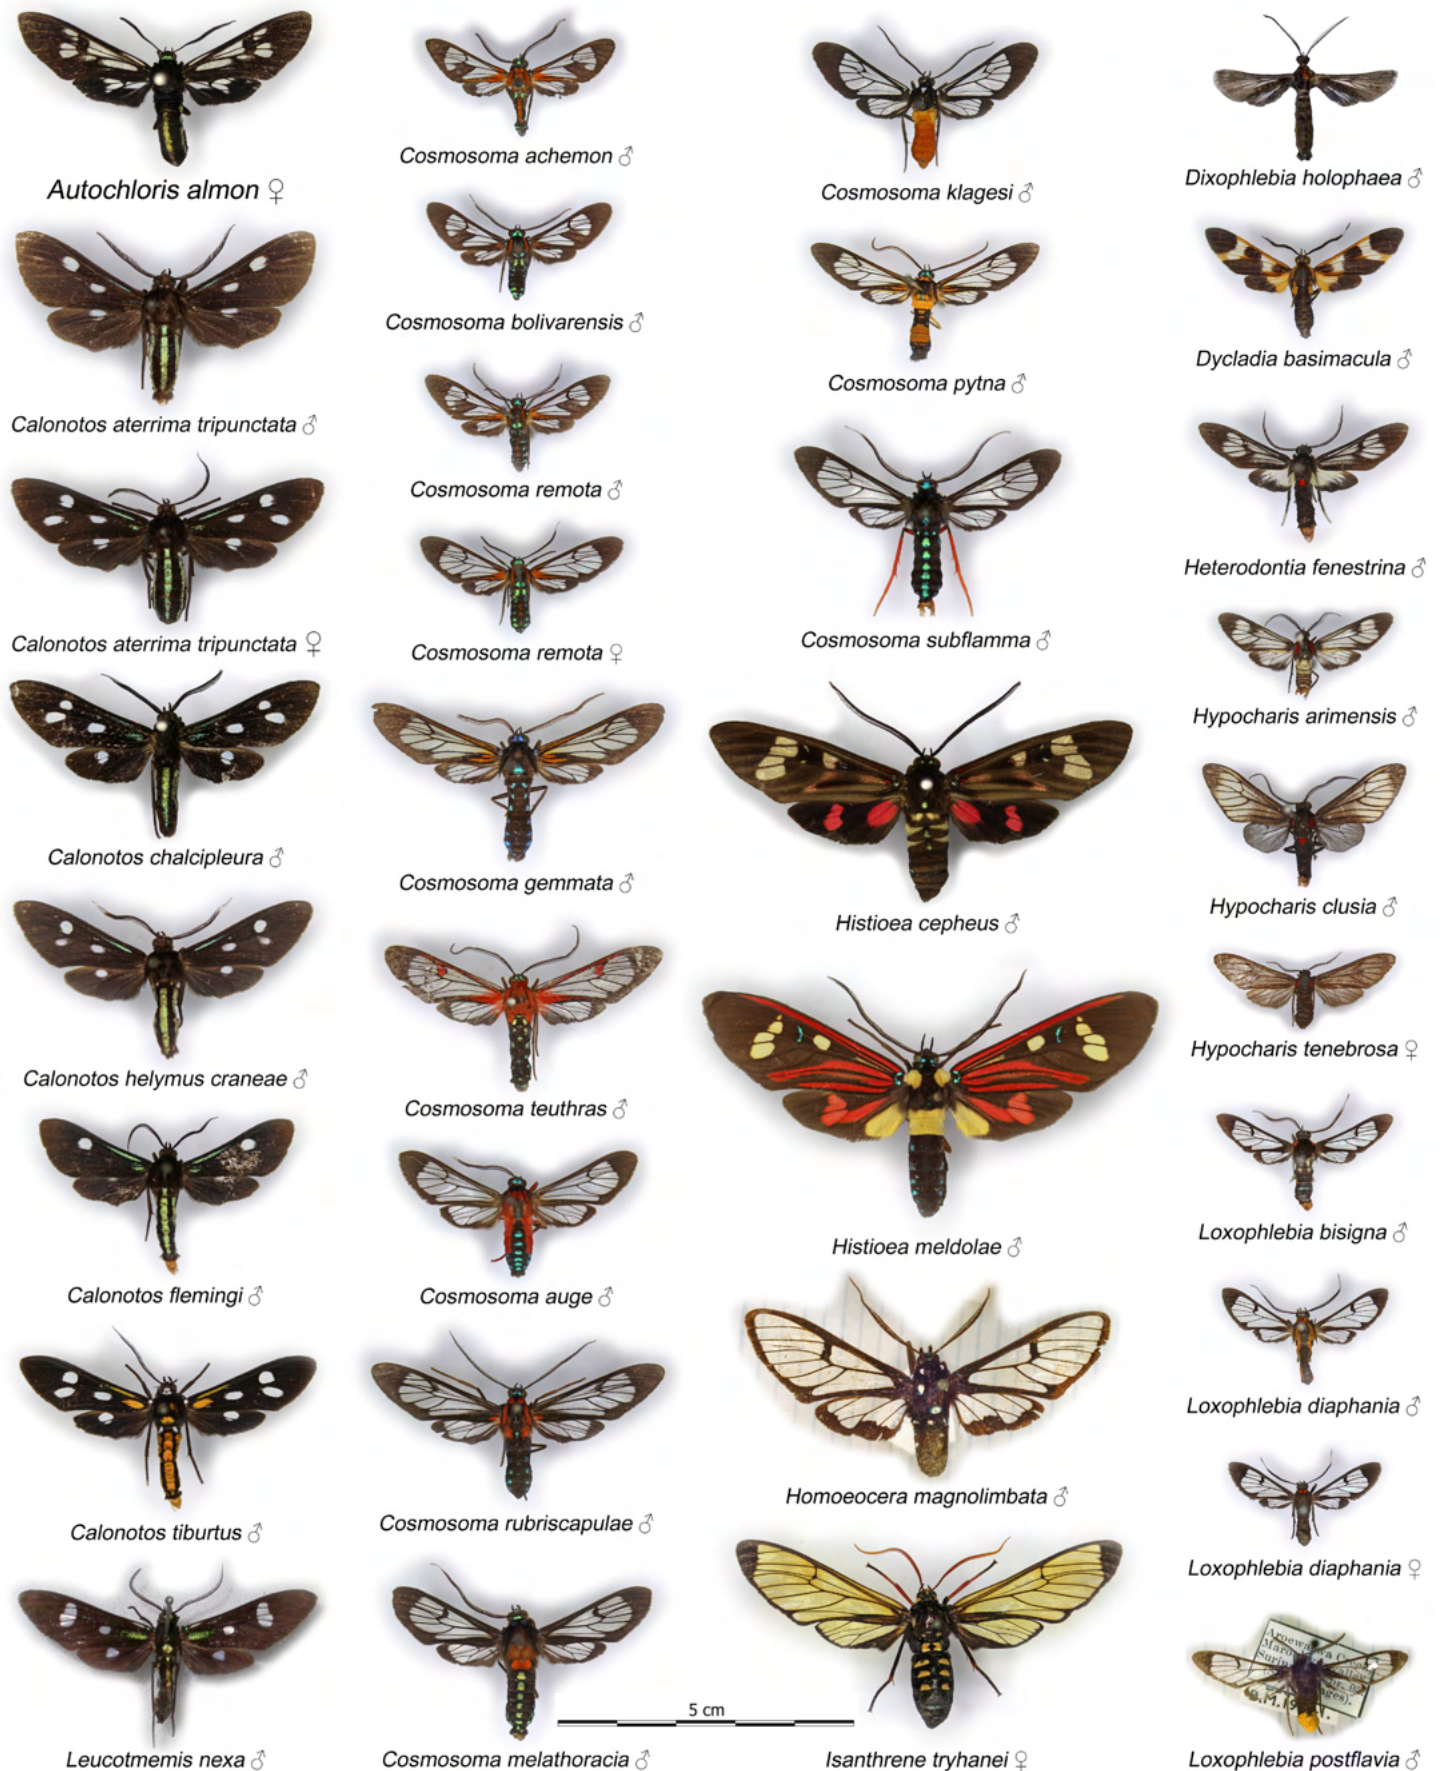 Autochloris almon ♀
Calonotos aterrima tripunctata ♂
Calonotos aterrima tripunctata ♀
Calonotos chalcipleura ♂
Calonotos helymus craneae ♂
Calonotos flemingi ♂
Calonotos tiburtus ♂
Leucotmemis nexa ♂
Cosmosoma achemon ♂
Cosmosoma bolivarensis ♂
Cosmosoma remota ♂
Cosmosoma remota ♀
Cosmosoma gemmata ♂
Cosmosoma teuthras ♂
Cosmosoma auge ♂
Cosmosoma rubriscapulae ♂
Cosmosoma melathoracia ♂
5 cm
Cosmosoma klagesi ♂
Cosmosoma pytna ♂
Cosmosoma subflamma ♂
Histioea cepheus ♂
Histioea meldolae ♂
Homoeocera magnolimbata ♂
Isanthrene tryhanei ♀
Dixophlebia holophaea ♂
Dycladia basimacula ♂
Heterodontia fenestrina ♂
Hypocharis arimensis ♂
Hypocharis clusia ♂
Hypocharis tenebrosa ♀
Loxophlebia bisigna ♂
Loxophlebia diaphania ♂
Loxophlebia diaphania ♀
Loxophlebia postflavia ♂